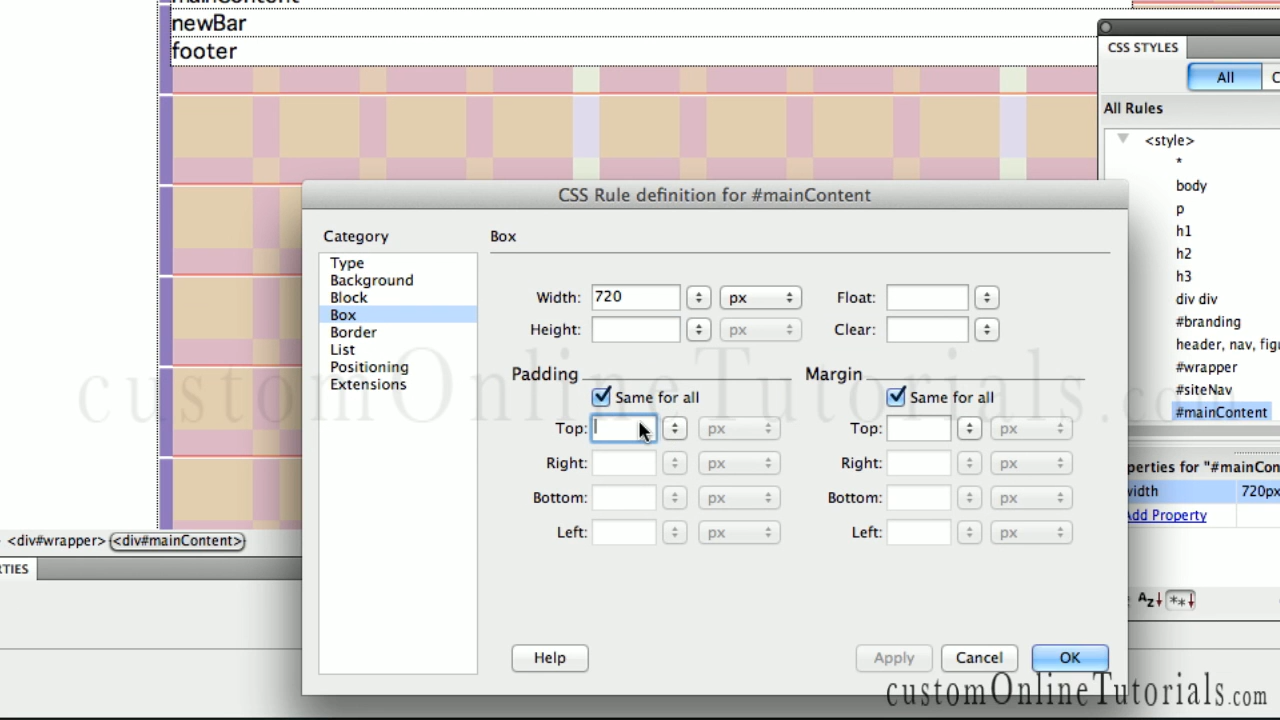 newBar
footer
CSS STYLES
All
All Rules
<style>
*
body
p
h1
h2
h3
div div
#branding
header, nav, figu
#wrapper
#siteNav
#mainContent
CSS Rule definition for #mainContent
Category
Type
Background
Block
Box
Border
List
Positioning
Extensions
Box
Width: 720 px Float:
Height: px Clear:
Padding Margin
Same for all Same for all
Top: px Top: px
Right: px Right: px
Bottom: px Bottom: px
Left: px Left: px
Help Apply Cancel OK
customOnlineTutorials.com
perties for "#mainCon
width 720px
Add Property
<div#wrapper> <div#mainContent>
RTIES
customOnlineTutorials.com